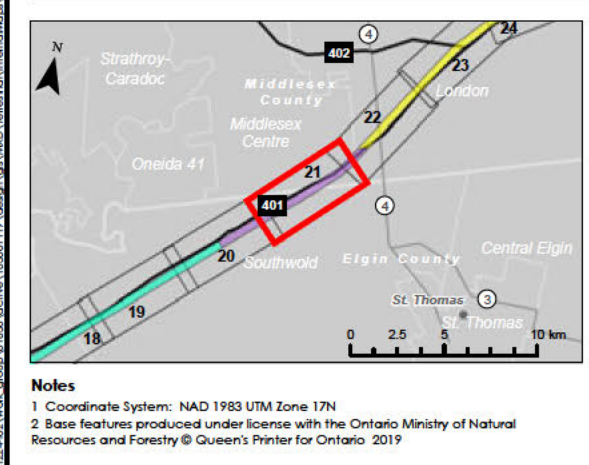 N
Strathroy-
Caradoc
4
402
24
23
Middlesex
County
London
22
Middlesex
Centre
Oneida 41
21
401
4
20
Southwold
Elgin County
Central Elgin
St. Thomas
3
St. Thomas
19
18
0 2.5 5 10 km
Notes
1 Coordinate System: NAD 1983 UTM Zone 17N
2 Base features produced under license with the Ontario Ministry of Natural
Resources and Forestry © Queen's Printer for Ontario 2019